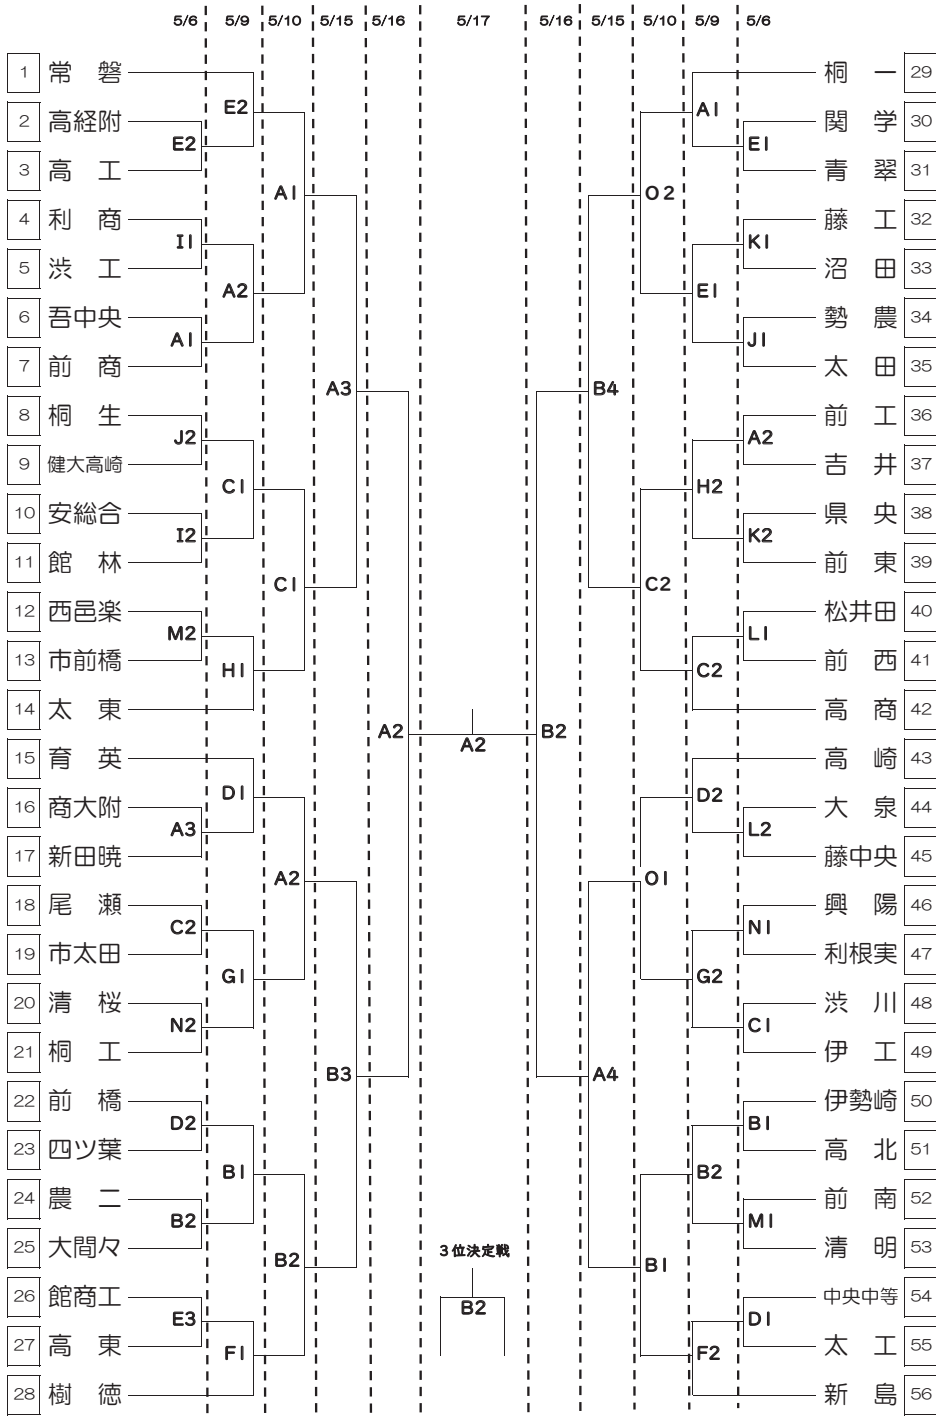 5/6 5/9 5/10 5/15 5/16 5/17 5/16 5/15 5/10 5/9 5/6
1 常磐 桐一 29
E2 A1
2 高経附 関学 30
E2 E1
3 高工 青翠 31
A1 O2
4 利商 藤工 32
I1 K1
5 渋工 沼田 33
A2 E1
6 吾中央 勢農 34
A1 J1
7 前商 太田 35
A3 B4
8 桐生 前工 36
J2 A2
9 健大高崎 吉井 37
C1 H2
10 安総合 県央 38
I2 K2
11 館林 前東 39
C1 C2
12 西邑楽 松井田 40
M2 L1
13 市前橋 前西 41
H1 C2
14 太東 高商 42
A2 A2 B2
15 育英 高崎 43
D1 D2
16 商大附 大泉 44
A3 L2
17 新田暁 藤中央 45
A2 O1
18 尾瀬 興陽 46
C2 N1
19 市太田 利根実 47
G1 G2
20 清桜 渋川 48
N2 C1
21 桐工 伊工 49
B3 A4
22 前橋 伊勢崎 50
D2 B1
23 四ツ葉 高北 51
B1 B2
24 農二 前南 52
B2 M1
25 大間々 清明 53
B2 3位決定戦 B1
26 館商工 中央中等 54
B2
E3 D1
27 高東 太工 55
F1 F2
28 樹徳 新島 56